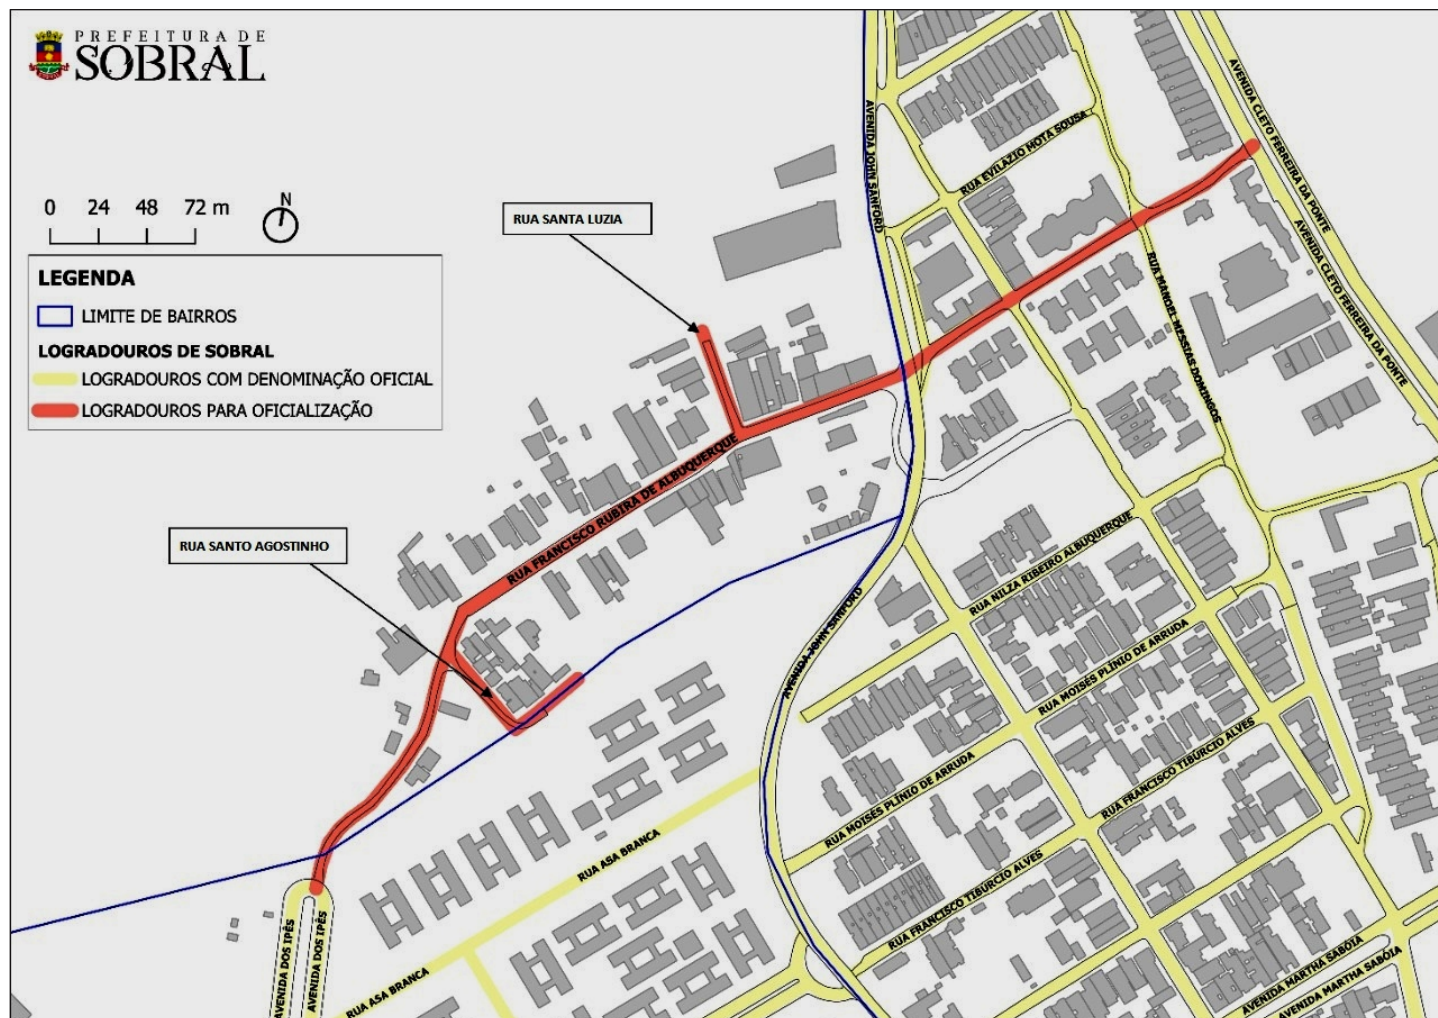 PREFEITURA DE
SOBRAL
0 24 48 72 m
N
LEGENDA
LIMITE DE BAIRROS
LOGRADOUROS DE SOBRAL
LOGRADOUROS COM DENOMINAÇÃO OFICIAL
LOGRADOUROS PARA OFICIALIZAÇÃO
RUA SANTA LUZIA
RUA SANTO AGOSTINHO
RUA FRANCISCO RUBIRA DE ALBUQUERQUE
AVENIDA JOHN SANFORD
RUA EVILAZIO MOTA SOUSA
AVENIDA CLETO FERREIRA DA PONTE
AVENIDA CLETO FERREIRA DA PONTE
RUA MANOEL MESSIAS DOMINGOS
RUA NILZA RIBEIRO ALBUQUERQUE
AVENIDA JOHN SANFORD
RUA MOISÉS PLÍNIO DE ARRUDA
RUA MOISÉS PLÍNIO DE ARRUDA
RUA FRANCISCO TIBÚRCIO ALVES
RUA FRANCISCO TIBÚRCIO ALVES
RUA ASA BRANCA
RUA ASA BRANCA
AVENIDA DOS IPÊS
AVENIDA DOS IPÊS
AVENIDA MARTHA SABÓIA
AVENIDA MARTHA SABÓIA